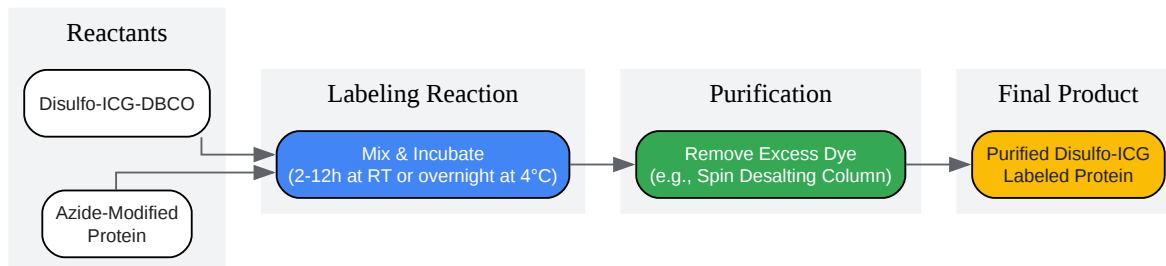 Reactants
Disulfo-ICG-DBCO
Azide-Modified
Protein
Labeling Reaction
Mix & Incubate
(2-12h at RT or overnight at 4°C)
Purification
Remove Excess Dye
(e.g., Spin Desalting Column)
Final Product
Purified Disulfo-ICG
Labeled Protein